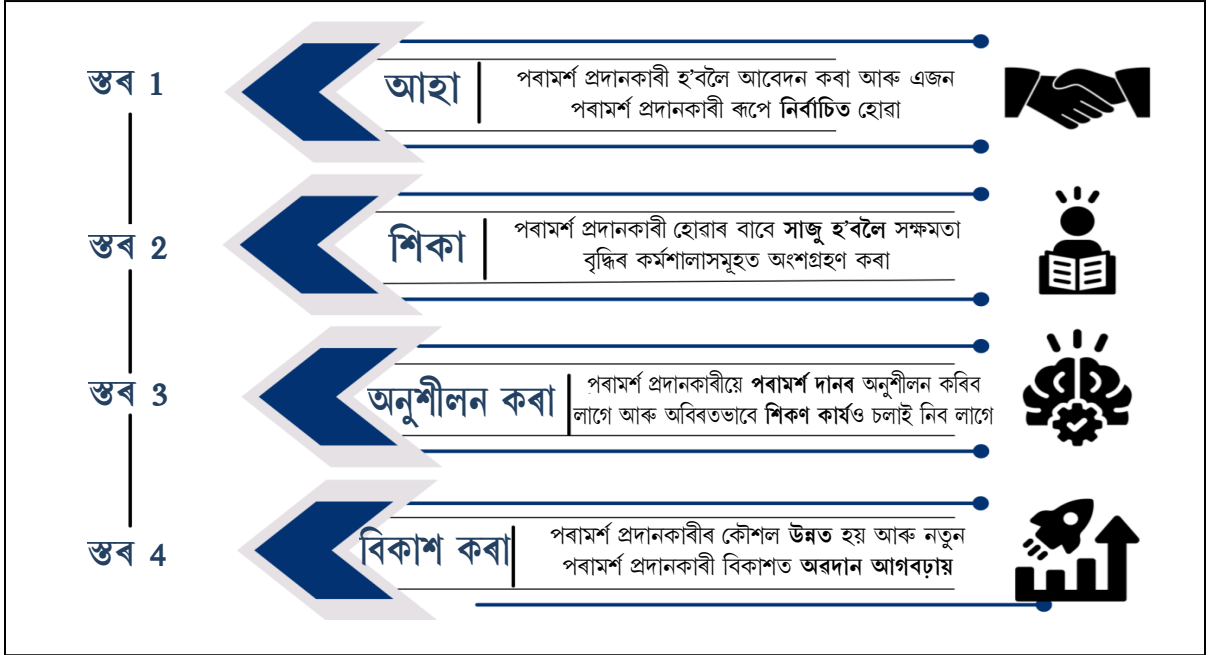 স্তৰ 1
আহা
পৰামৰ্শ প্ৰদানকাৰী হ’বলৈ আবেদন কৰা আৰু এজন
পৰামৰ্শ প্ৰদানকাৰী ৰূপে নিৰ্বাচিত হোৱা
স্তৰ 2
শিকা
পৰামৰ্শ প্ৰদানকাৰী হোৱাৰ বাবে সাজু হ’বলৈ সক্ষমতা
বৃদ্ধিৰ কৰ্মশালাসমূহত অংশগ্ৰহণ কৰা
স্তৰ 3
অনুশীলন কৰা
পৰামৰ্শ প্ৰদানকাৰীয়ে পৰামৰ্শ দানৰ অনুশীলন কৰিব
লাগে আৰু অবিৰতভাবে শিকণ কাৰ্যও চলাই নিব লাগে
স্তৰ 4
বিকাশ কৰা
পৰামৰ্শ প্ৰদানকাৰীৰ কৌশল উন্নত হয় আৰু নতুন
পৰামৰ্শ প্ৰদানকাৰী বিকাশত অৱদান আগবঢ়ায়